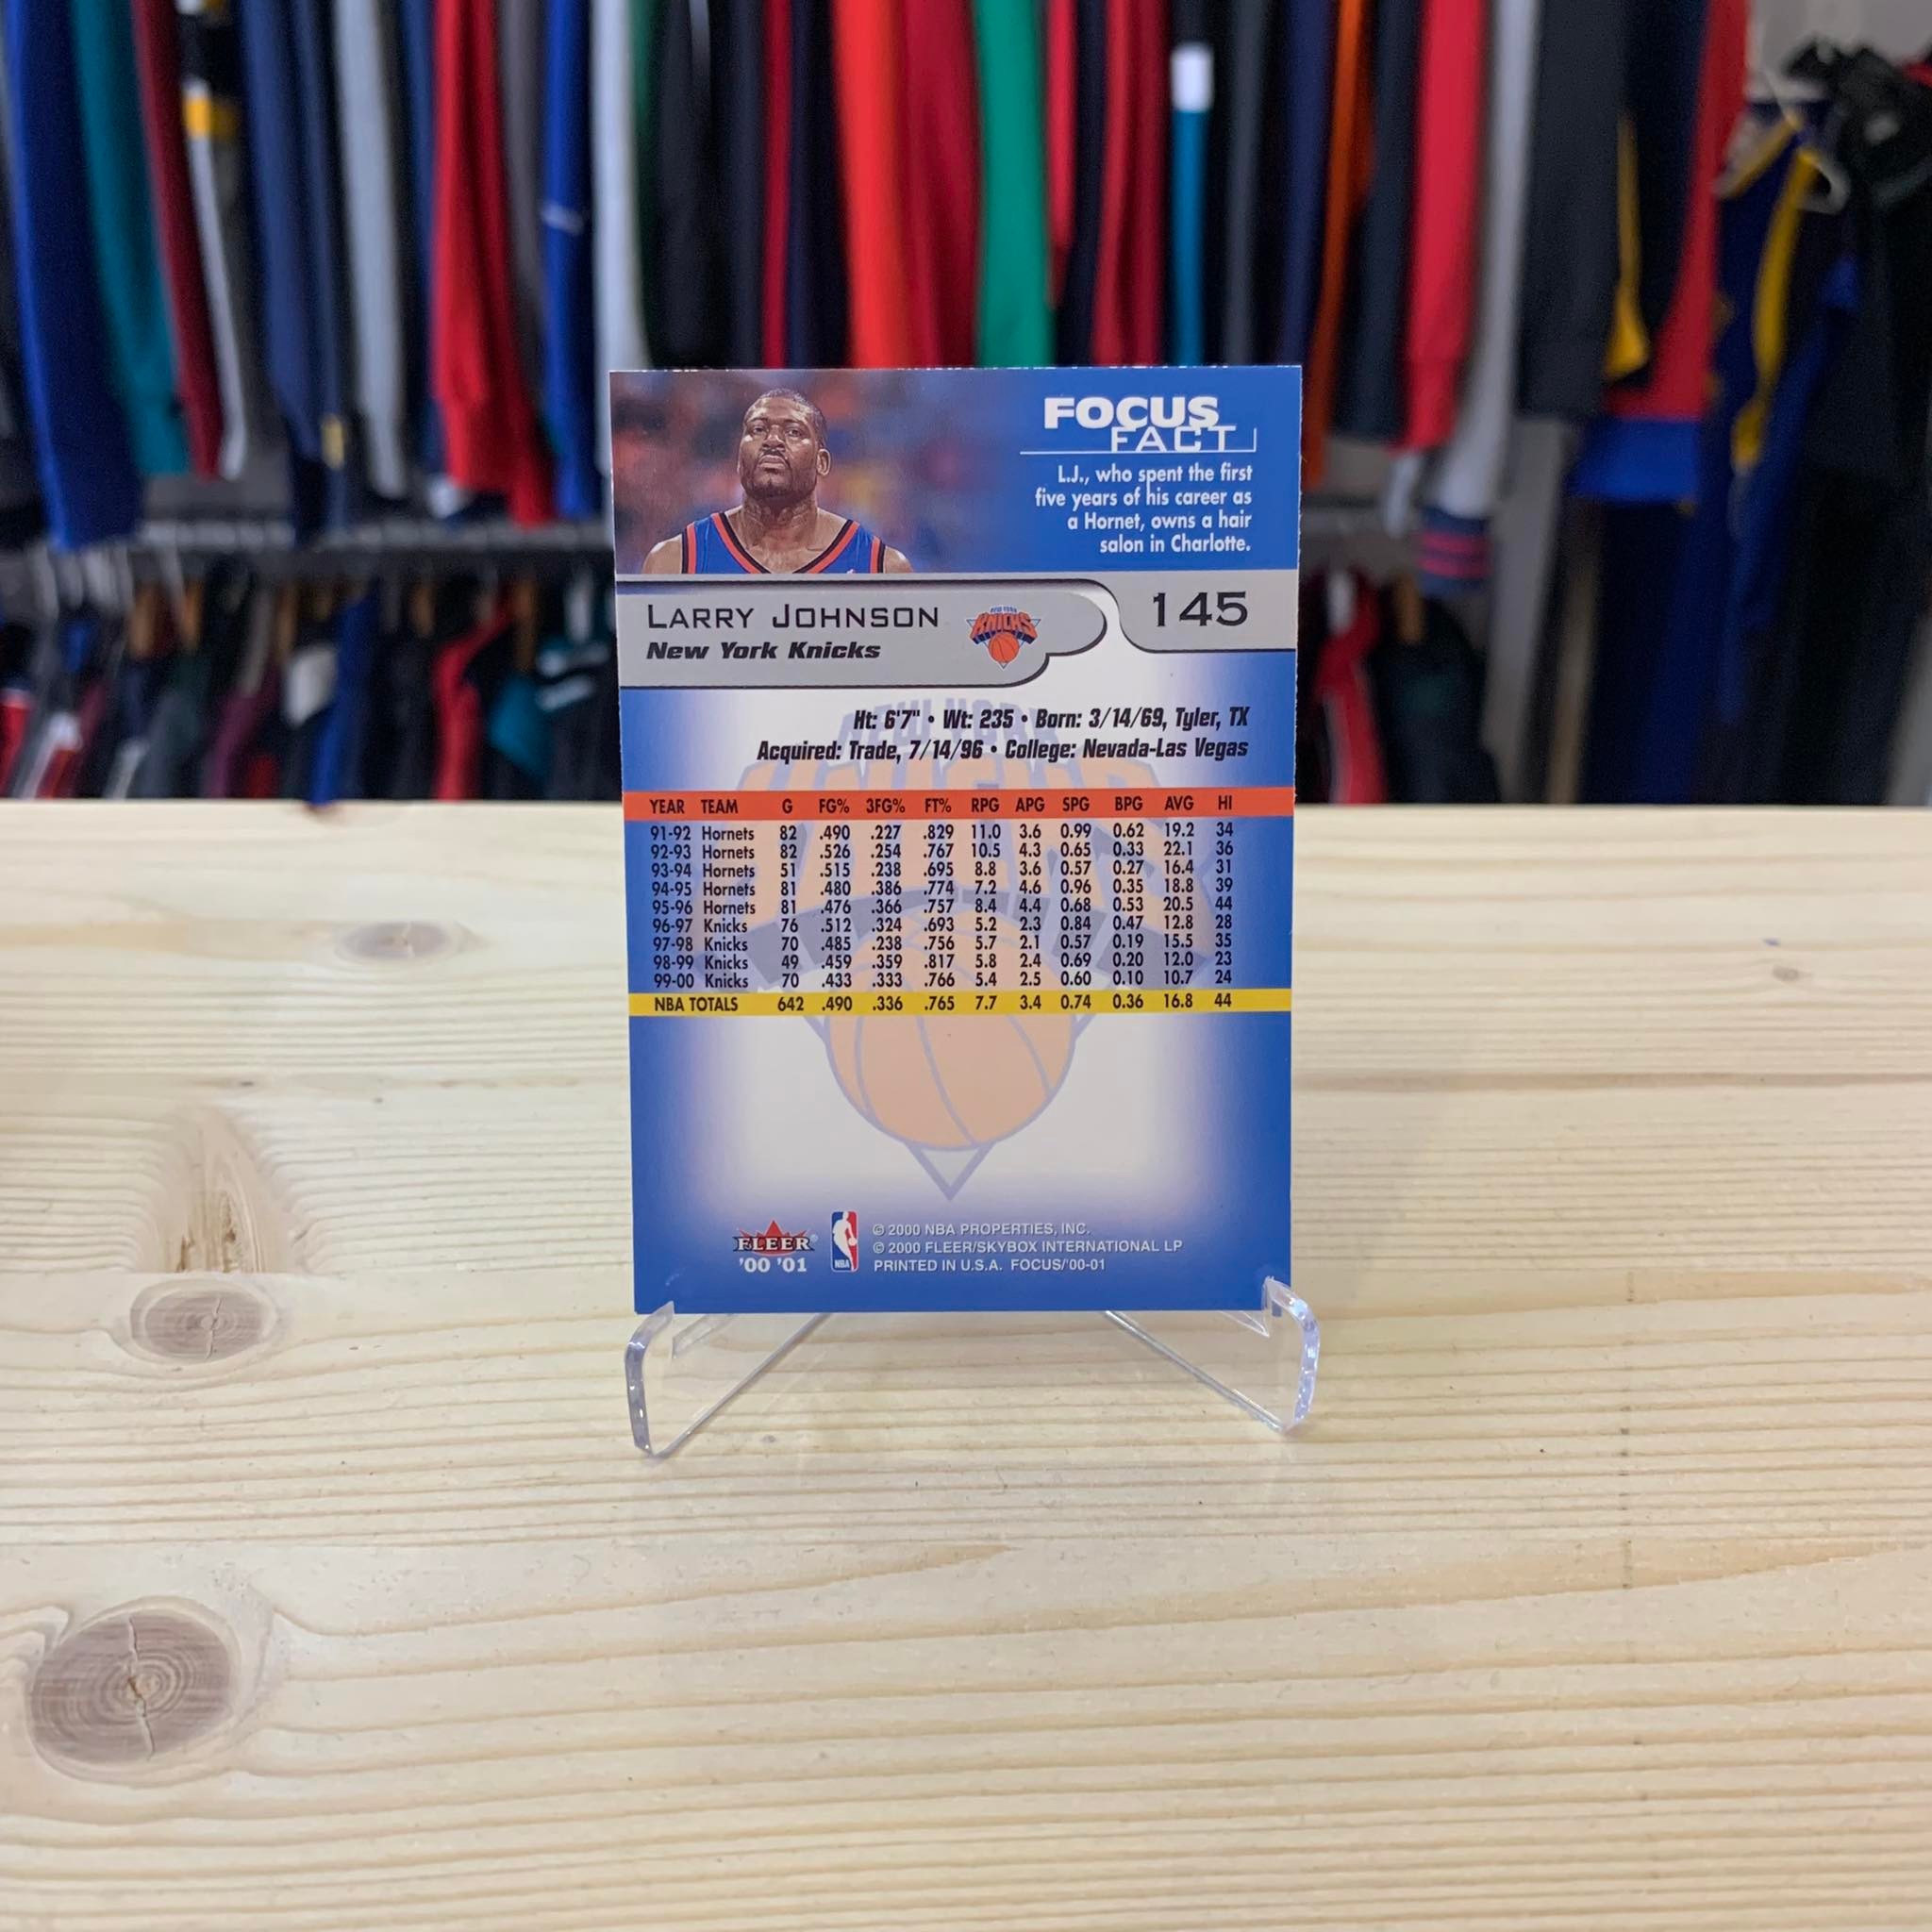 FOCUS
FACT
L.J., who spent the first
five years of his career as
a Hornet, owns a hair
salon in Charlotte.
LARRY JOHNSON
NEW YORK
KNICKS
145
New York Knicks
Ht: 6'7" • Wt: 235 • Born: 3/14/69, Tyler, TX
Acquired: Trade, 7/14/96 • College: Nevada-Las Vegas
YEAR TEAM G FG% 3FG% FT% RPG APG SPG BPG AVG HI
91-92 Hornets 82 .490 .227 .829 11.0 3.6 0.99 0.62 19.2 34
92-93 Hornets 82 .526 .254 .767 10.5 4.3 0.65 0.33 22.1 36
93-94 Hornets 51 .515 .238 .695 8.8 3.6 0.57 0.27 16.4 31
94-95 Hornets 81 .480 .386 .774 7.2 4.6 0.96 0.35 18.8 39
95-96 Hornets 81 .476 .366 .757 8.4 4.4 0.68 0.53 20.5 44
96-97 Knicks 76 .512 .324 .693 5.2 2.3 0.84 0.47 12.8 28
97-98 Knicks 70 .485 .238 .756 5.7 2.1 0.57 0.19 15.5 35
98-99 Knicks 49 .459 .359 .817 5.8 2.4 0.69 0.20 12.0 23
99-00 Knicks 70 .433 .333 .766 5.4 2.5 0.60 0.10 10.7 24
NBA TOTALS 642 .490 .336 .765 7.7 3.4 0.74 0.36 16.8 44
FLEER®
'00 '01
NBA
© 2000 NBA PROPERTIES, INC.
© 2000 FLEER/SKYBOX INTERNATIONAL LP
PRINTED IN U.S.A. FOCUS/'00-01